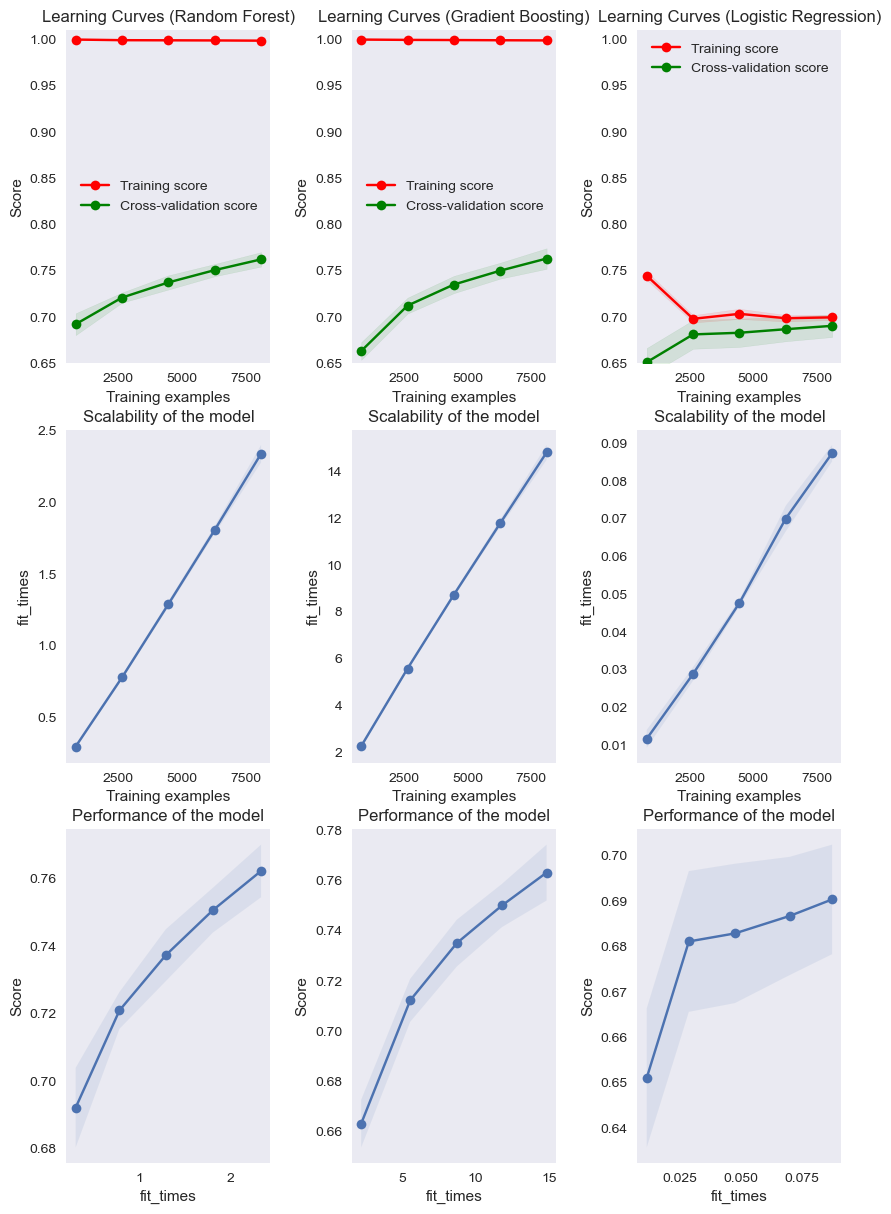 Learning Curves (Random Forest)
1.00
0.95
0.90
0.85
0.80
0.75
0.70
0.65
Score
Training score
Cross-validation score
2500 5000 7500
Training examples
Learning Curves (Gradient Boosting)
1.00
0.95
0.90
0.85
0.80
0.75
0.70
0.65
Score
Training score
Cross-validation score
2500 5000 7500
Training examples
Learning Curves (Logistic Regression)
1.00
0.95
0.90
0.85
0.80
0.75
0.70
0.65
Score
Training score
Cross-validation score
2500 5000 7500
Training examples
Scalability of the model
2.5
2.0
1.5
1.0
0.5
fit_times
2500 5000 7500
Training examples
Scalability of the model
14
12
10
8
6
4
2
fit_times
2500 5000 7500
Training examples
Scalability of the model
0.09
0.08
0.07
0.06
0.05
0.04
0.03
0.02
0.01
fit_times
2500 5000 7500
Training examples
Performance of the model
0.76
0.74
0.72
0.70
0.68
Score
1 2
fit_times
Performance of the model
0.78
0.76
0.74
0.72
0.70
0.68
0.66
Score
5 10 15
fit_times
Performance of the model
0.70
0.69
0.68
0.67
0.66
0.65
0.64
Score
0.025 0.050 0.075
fit_times